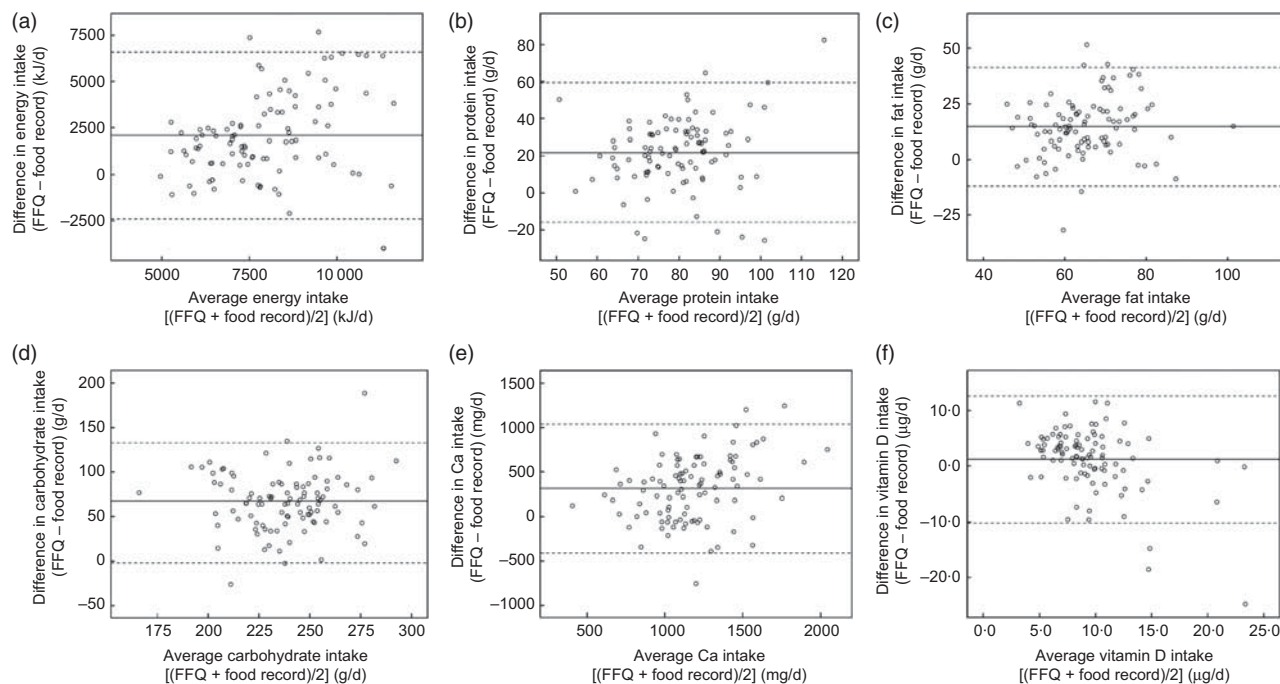 (a)
Difference in energy intake
(FFQ – food record) (kJ/d)
7500
5000
2500
0
–2500
5000
7500
10 000
Average energy intake
[(FFQ + food record)/2] (kJ/d)
(b)
Difference in protein intake
(FFQ – food record) (g/d)
80
60
40
20
0
–20
50
60
70
80
90
100
110
120
Average protein intake
[(FFQ + food record)/2] (g/d)
(c)
Difference in fat intake
(FFQ – food record) (g/d)
50
25
0
–25
40
60
80
100
Average fat intake
[(FFQ + food record)/2] (g/d)
(d)
Difference in carbohydrate intake
(FFQ – food record) (g/d)
200
150
100
50
0
–50
175
200
225
250
275
300
Average carbohydrate intake
[(FFQ + food record)/2] (g/d)
(e)
Difference in Ca intake
(FFQ – food record) (mg/d)
1500
1000
500
0
–500
–1000
500
1000
1500
2000
Average Ca intake
[(FFQ + food record)/2] (mg/d)
(f)
Difference in vitamin D intake
(FFQ – food record) (µg/d)
10·0
0·0
–10·0
–20·0
0·0
5·0
10·0
15·0
20·0
25·0
Average vitamin D intake
[(FFQ + food record)/2] (µg/d)